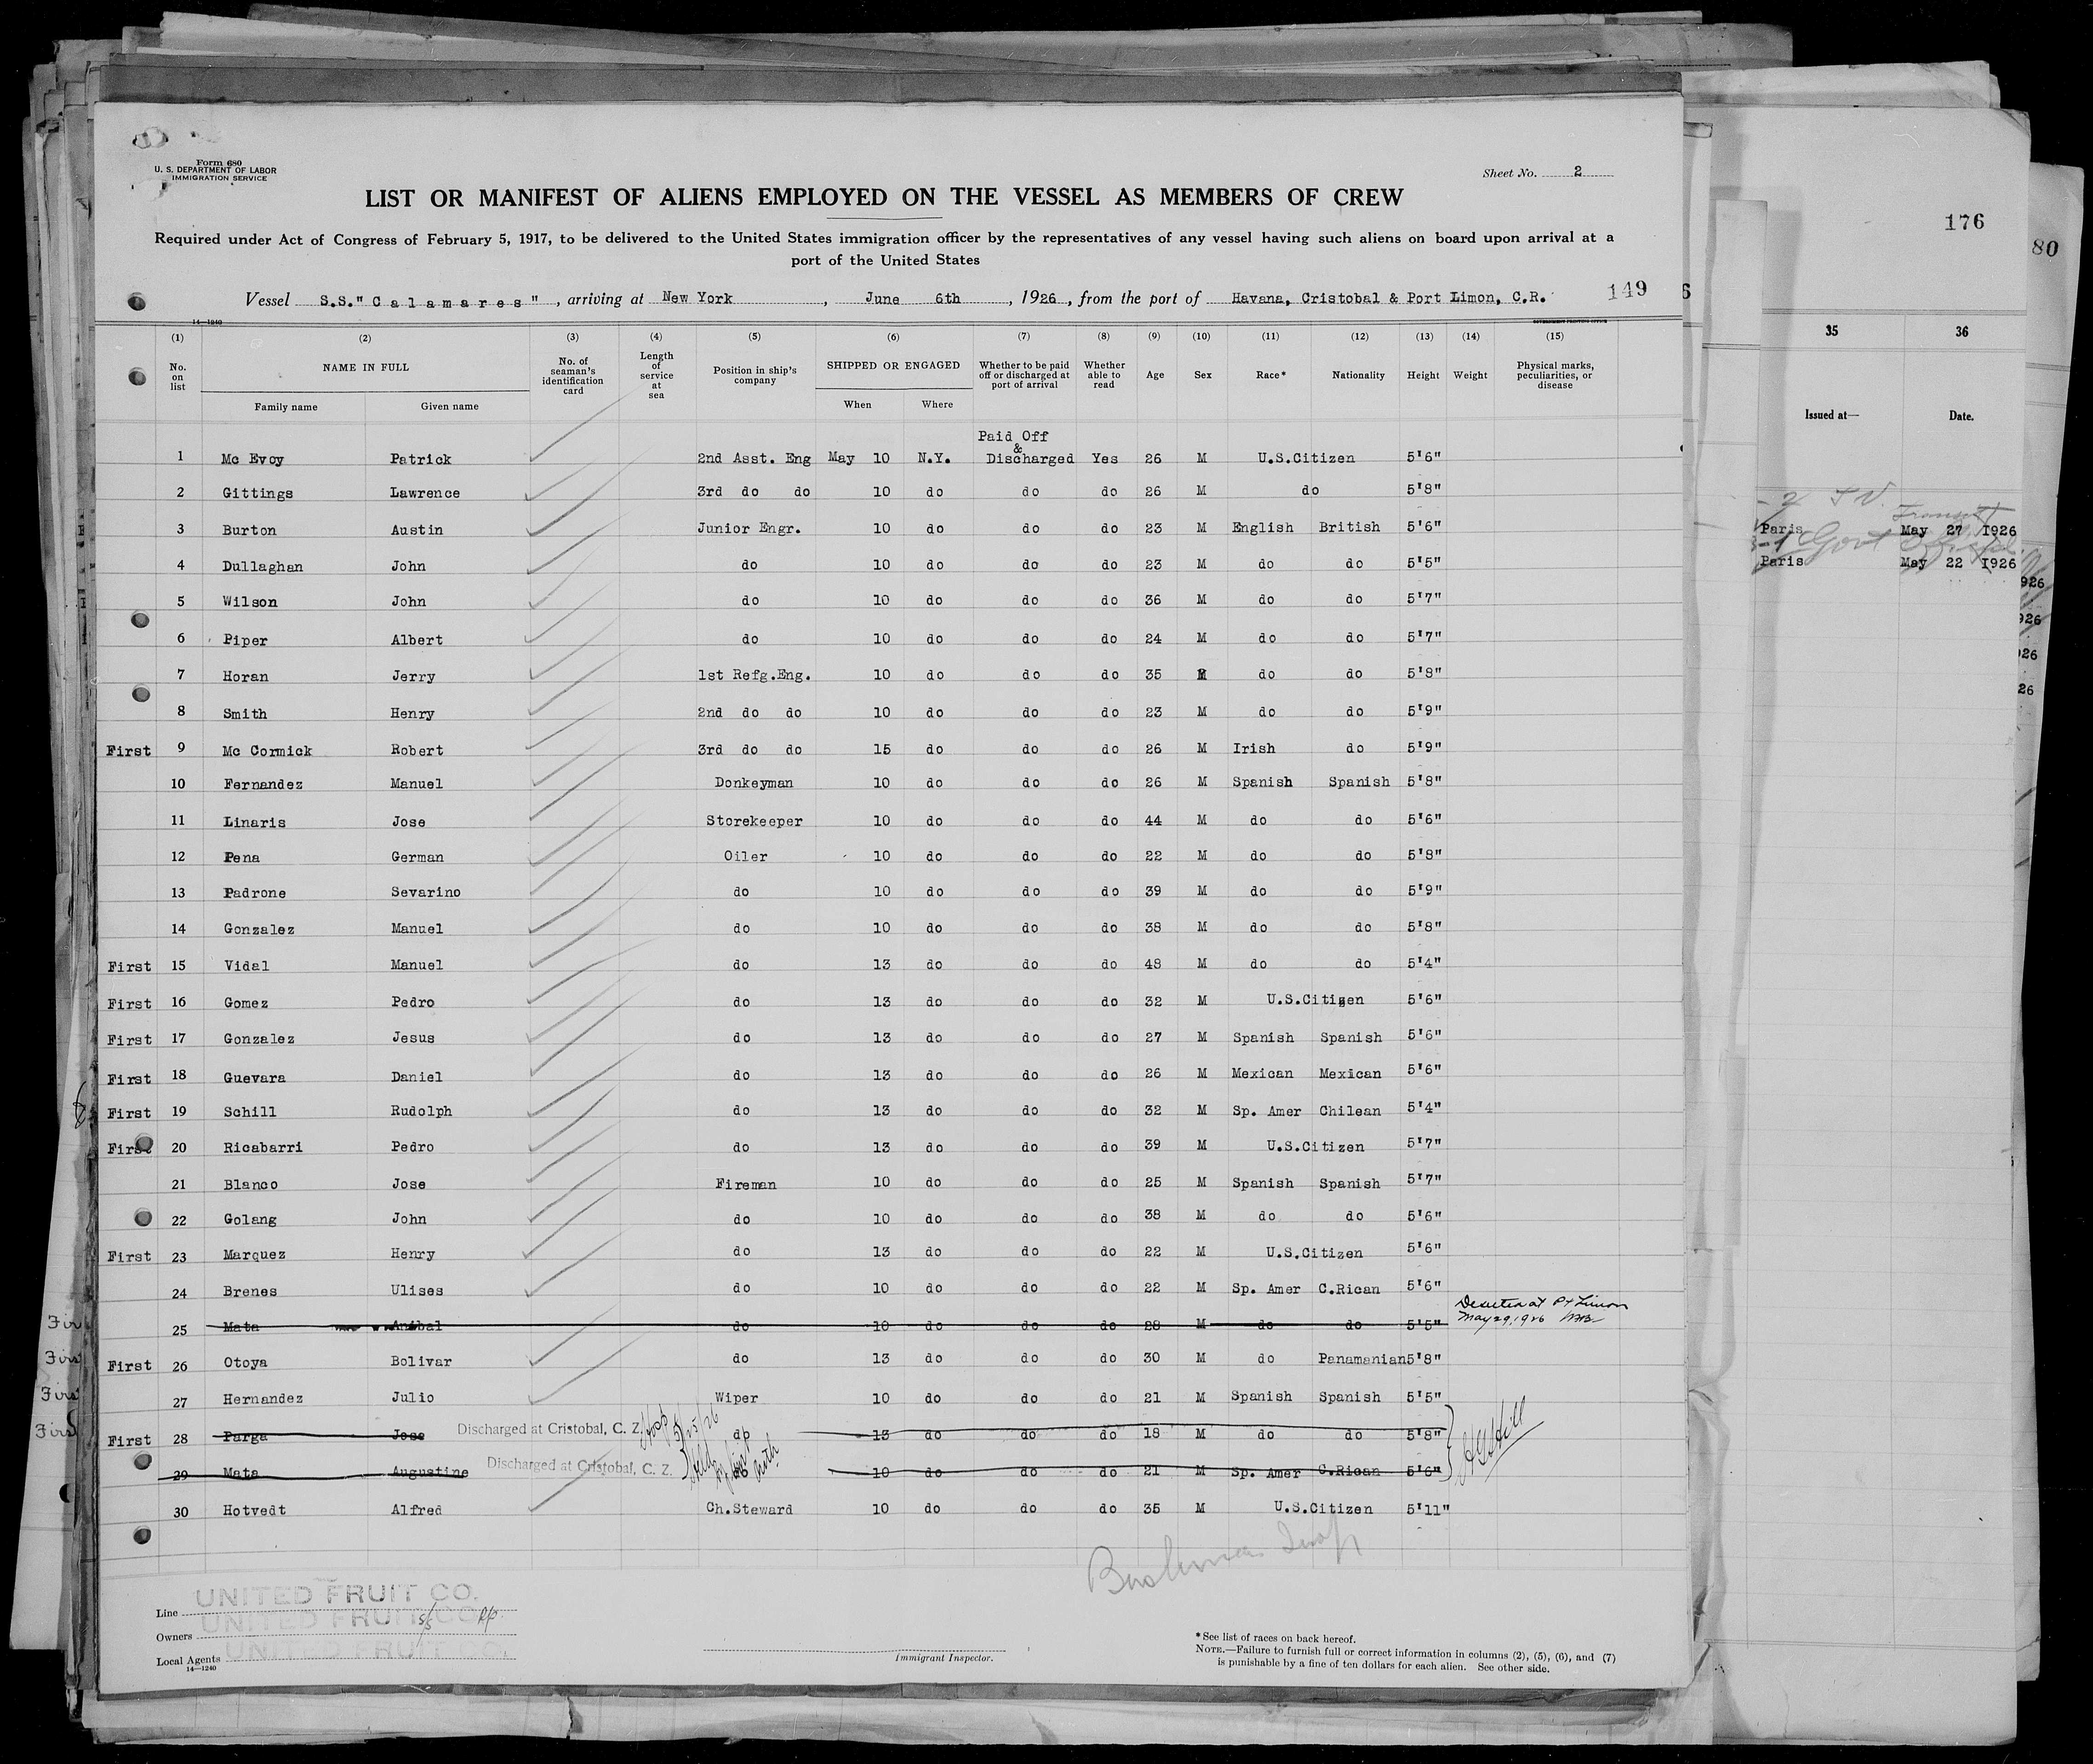 Form 680
U. S. DEPARTMENT OF LABOR
IMMIGRATION SERVICE
Sheet No. 2
LIST OR MANIFEST OF ALIENS EMPLOYED ON THE VESSEL AS MEMBERS OF CREW
Required under Act of Congress of February 5, 1917, to be delivered to the United States immigration officer by the representatives of any vessel having such aliens on board upon arrival at a
port of the United States
Vessel S.S."Calamares", arriving at New York, June 6th, 1926, from the port of Havana, Cristobal & Port Limon, C.R. 149
14—1240 GOVERNMENT PRINTING OFFICE
(1) (2) (3) (4) (5) (6) (7) (8) (9) (10) (11) (12) (13) (14) (15)
No. on list NAME IN FULL Family name Given name No. of seaman's identification card Length of service at sea Position in ship's company SHIPPED OR ENGAGED When Where Whether to be paid off or discharged at port of arrival Whether able to read Age Sex Race* Nationality Height Weight Physical marks, peculiarities, or disease
Paid Off
&
1 Mc Evoy Patrick 2nd Asst. Eng May 10 N.Y. Discharged Yes 26 M U.S.Citizen 5'6"
2 Gittings Lawrence 3rd do do 10 do do do 26 M do 5'8"
3 Burton Austin Junior Engr. 10 do do do 23 M English British 5'6"
4 Dullaghan John do 10 do do do 23 M do do 5'5"
5 Wilson John do 10 do do do 36 M do do 5'7"
6 Piper Albert do 10 do do do 24 M do do 5'7"
7 Horan Jerry 1st Refg.Eng. 10 do do do 35 M do do 5'8"
8 Smith Henry 2nd do do 10 do do do 23 M do do 5'9"
First 9 Mc Cormick Robert 3rd do do 15 do do do 26 M Irish do 5'9"
10 Fernandez Manuel Donkeyman 10 do do do 26 M Spanish Spanish 5'8"
11 Linaris Jose Storekeeper 10 do do do 44 M do do 5'6"
12 Pena German Oiler 10 do do do 22 M do do 5'8"
13 Padrone Sevarino do 10 do do do 39 M do do 5'9"
14 Gonzalez Manuel do 10 do do do 38 M do do 5'8"
First 15 Vidal Manuel do 13 do do do 48 M do do 5'4"
First 16 Gomez Pedro do 13 do do do 32 M U.S.Citizen 5'6"
First 17 Gonzalez Jesus do 13 do do do 27 M Spanish Spanish 5'6"
First 18 Guevara Daniel do 13 do do do 26 M Mexican Mexican 5'6"
First 19 Schill Rudolph do 13 do do do 32 M Sp. Amer Chilean 5'4"
First 20 Ricabarri Pedro do 13 do do do 39 M U.S.Citizen 5'7"
21 Blanco Jose Fireman 10 do do do 25 M Spanish Spanish 5'7"
22 Golang John do 10 do do do 38 M do do 5'6"
First 23 Marquez Henry do 13 do do do 22 M U.S.Citizen 5'6"
24 Brenes Ulises do 10 do do do 22 M Sp. Amer C.Rican 5'6"
25 Mata Anibal do 10 do do do 28 M do do 5'5" Deserted at Pt Limon
May 29, 1926
First 26 Otoya Bolivar do 13 do do do 30 M do Panamanian 5'8"
27 Hernandez Julio Wiper 10 do do do 21 M Spanish Spanish 5'5"
First 28 Parga Jose Discharged at Cristobal, C. Z. do 13 do do do 18 M do do 5'8"
29 Mata Augustine Discharged at Cristobal, C. Z. do 10 do do do 21 M Sp. Amer C.Rican 5'6"
30 Hotvedt Alfred Ch.Steward 10 do do do 35 M U.S.Citizen 5'11"
Line UNITED FRUIT CO.
Owners UNITED FRUIT CO.
Local Agents UNITED FRUIT CO.
14—1240
Immigrant Inspector.
*See list of races on back hereof.
NOTE.—Failure to furnish full or correct information in columns (2), (5), (6), and (7)
is punishable by a fine of ten dollars for each alien. See other side.
176
80
35 36
Issued at— Date.
Paris May 27 1926
Paris May 22 1926